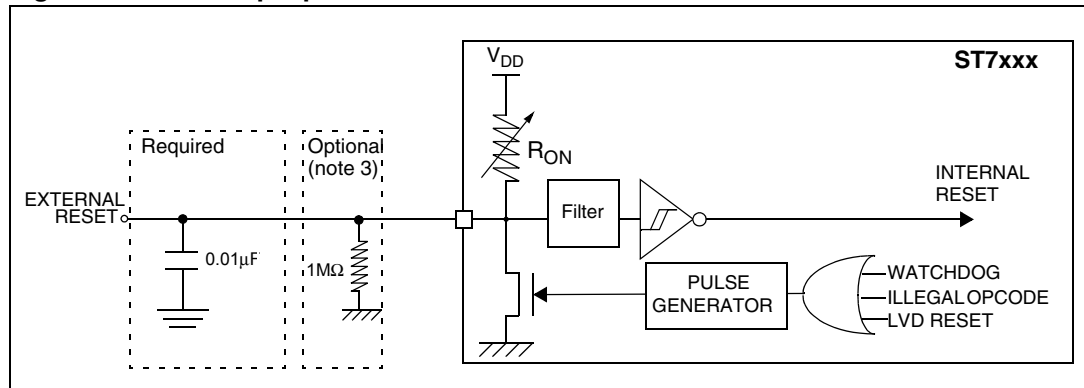 ST7xxx
VDD
Required
Optional
(note 3)
RON
EXTERNAL
RESET
Filter
INTERNAL
RESET
0.01µF
1MΩ
PULSE
GENERATOR
WATCHDOG
ILLEGAL OPCODE
LVD RESET